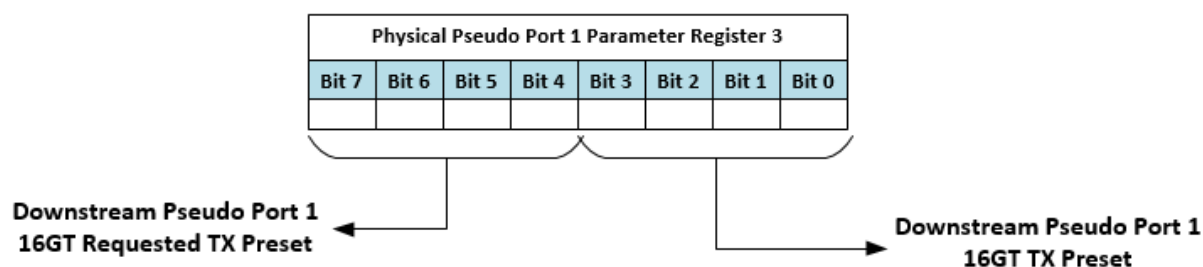 Physical Pseudo Port 1 Parameter Register 3
Bit 7 Bit 6 Bit 5 Bit 4 Bit 3 Bit 2 Bit 1 Bit 0
Downstream Pseudo Port 1
16GT Requested TX Preset
Downstream Pseudo Port 1
16GT TX Preset